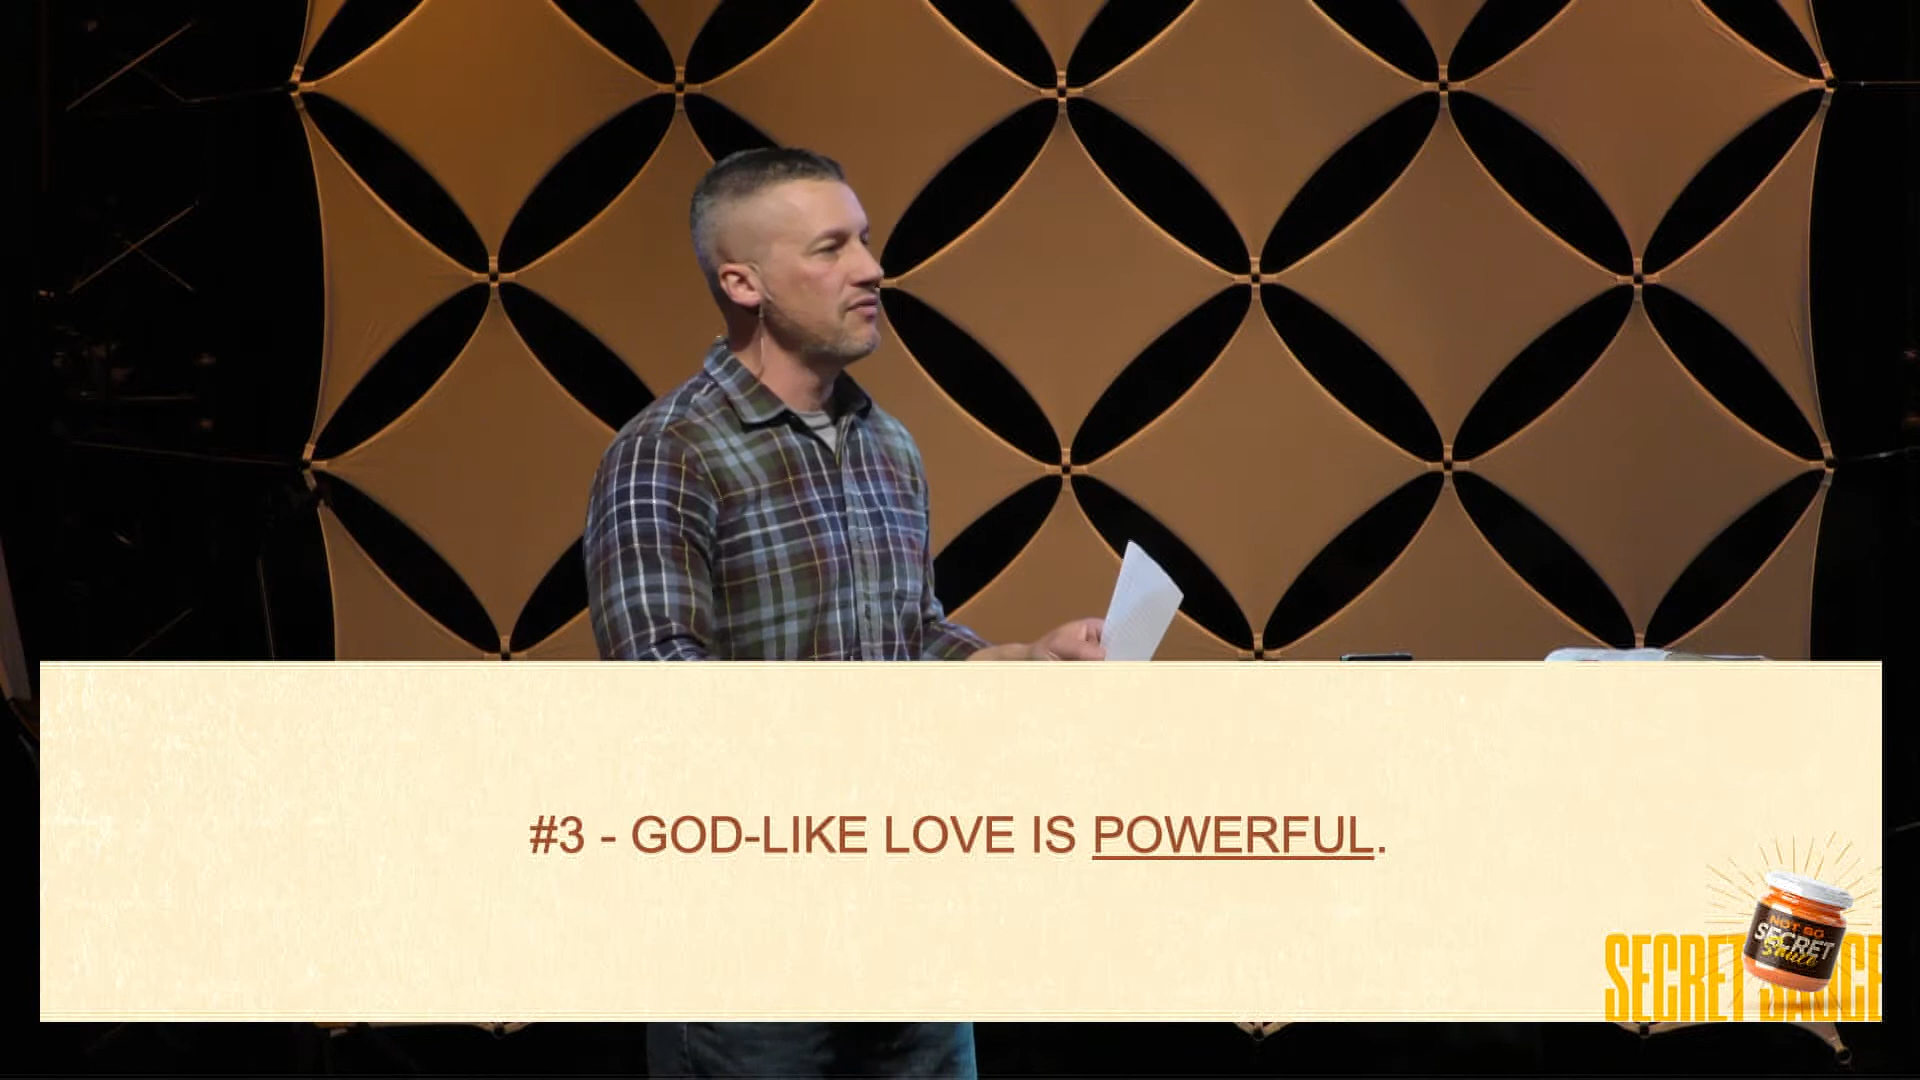 #3 - GOD-LIKE LOVE IS POWERFUL.
NOT SO
SECRET
Sauce
SECRET SAUCE